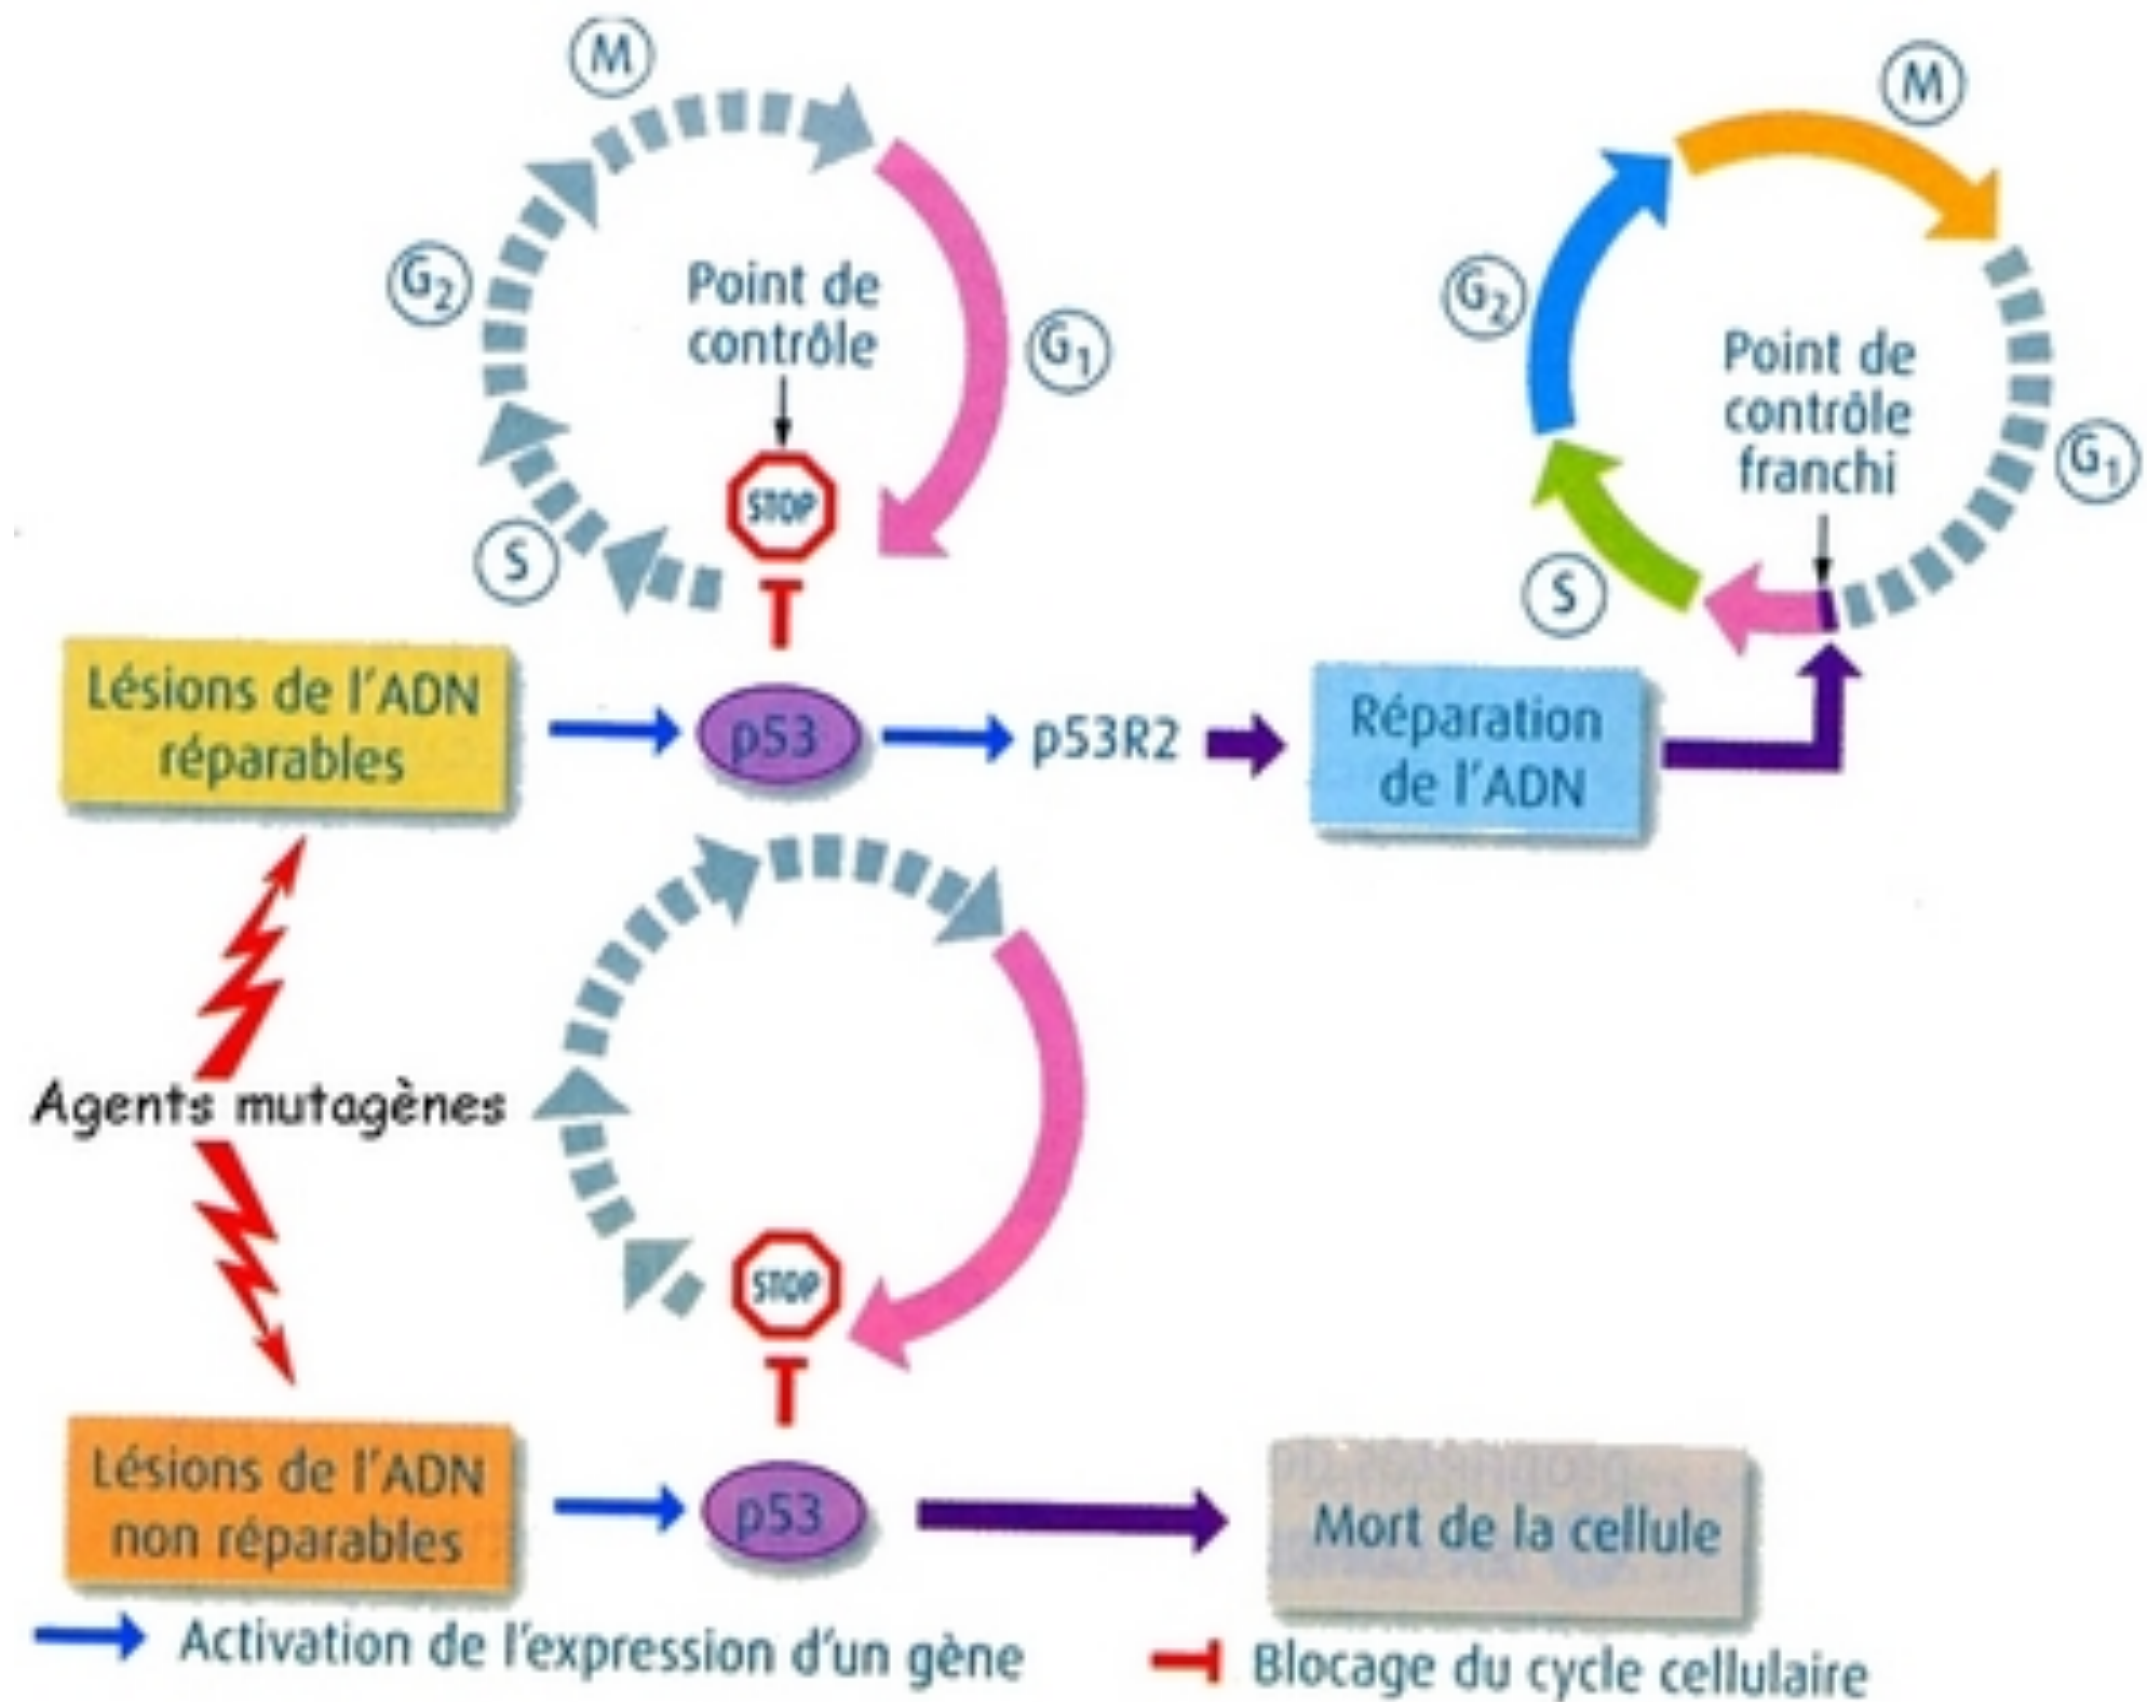 M
M
G2
G2
Point de
contrôle
G1
Point de
contrôle
franchi
G1
STOP
S
S
Lésions de l'ADN
réparables
p53
p53R2
Réparation
de l'ADN
Agents mutagènes
STOP
Lésions de l'ADN
non réparables
p53
Mort de la cellule
Activation de l'expression d'un gène
Blocage du cycle cellulaire